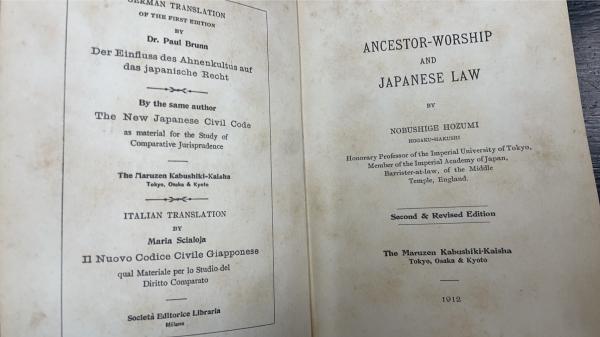 GERMAN TRANSLATION
OF THE FIRST EDITION
BY
Dr. Paul Brunn
Der Einfluss des Ahnenkultus auf
das japanische Recht
By the same author
The New Japanese Civil Code
as material for the Study of
Comparative Jurisprudence
The Maruzen Kabushiki-Kaisha
Tokyo, Osaka & Kyoto
ITALIAN TRANSLATION
BY
Maria Scialoja
Il Nuovo Codice Civile Giapponese
qual Materiale per lo Studio del
Diritto Comparato
Società Editorice Libraria
Milano
ANCESTOR-WORSHIP
AND
JAPANESE LAW
BY
NOBUSHIGE HOZUMI
HOGAKU-HAKUSHI
Honorary Professor of the Imperial University of Tokyo,
Member of the Imperial Academy of Japan,
Barrister-at-law, of the Middle
Temple, England.
Second & Revised Edition
The Maruzen Kabushiki-Kaisha
Tokyo, Osaka & Kyoto
1912